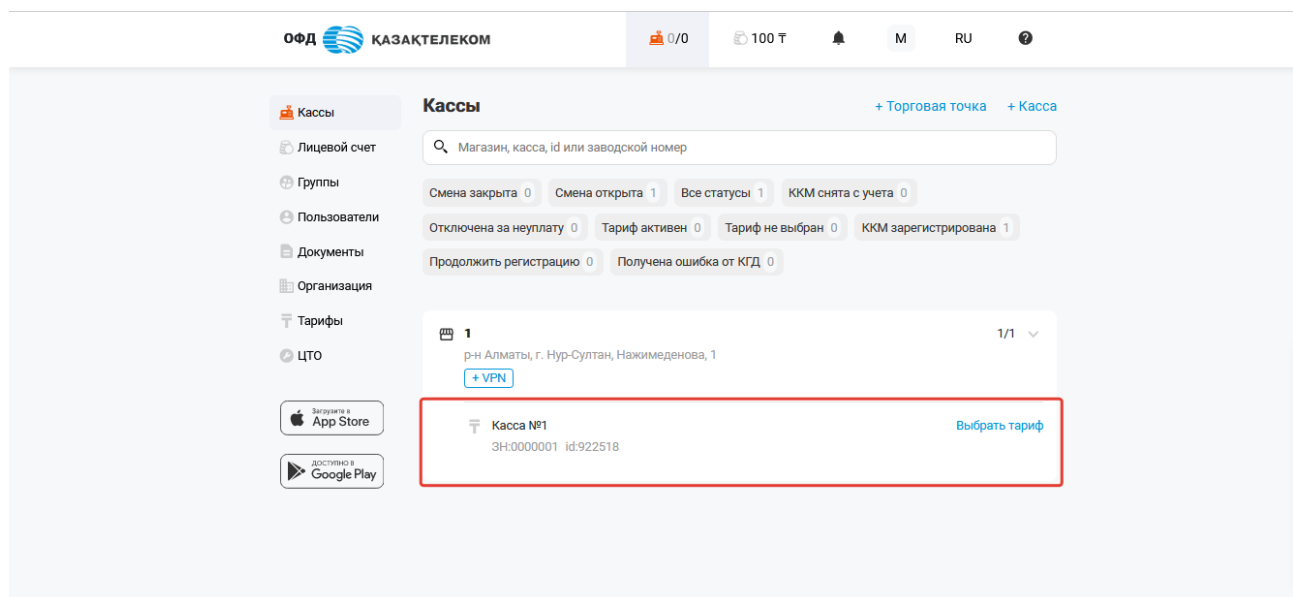 ОФД ҚАЗАҚТЕЛЕКОМ 0/0 100 ₸ М RU ?
Кассы
Лицевой счет
Группы
Пользователи
Документы
Организация
Тарифы
ЦТО
Загрузите в
App Store
ДОСТУПНО В
Google Play
Кассы + Торговая точка + Касса
Магазин, касса, id или заводской номер
Смена закрыта 0 Смена открыта 1 Все статусы 1 ККМ снята с учета 0
Отключена за неуплату 0 Тариф активен 0 Тариф не выбран 0 ККМ зарегистрирована 1
Продолжить регистрацию 0 Получена ошибка от КГД 0
1 1/1
р-н Алматы, г. Нур-Султан, Нажимеденова, 1
+ VPN
₸ Касса №1 Выбрать тариф
ЗН:0000001 id:922518